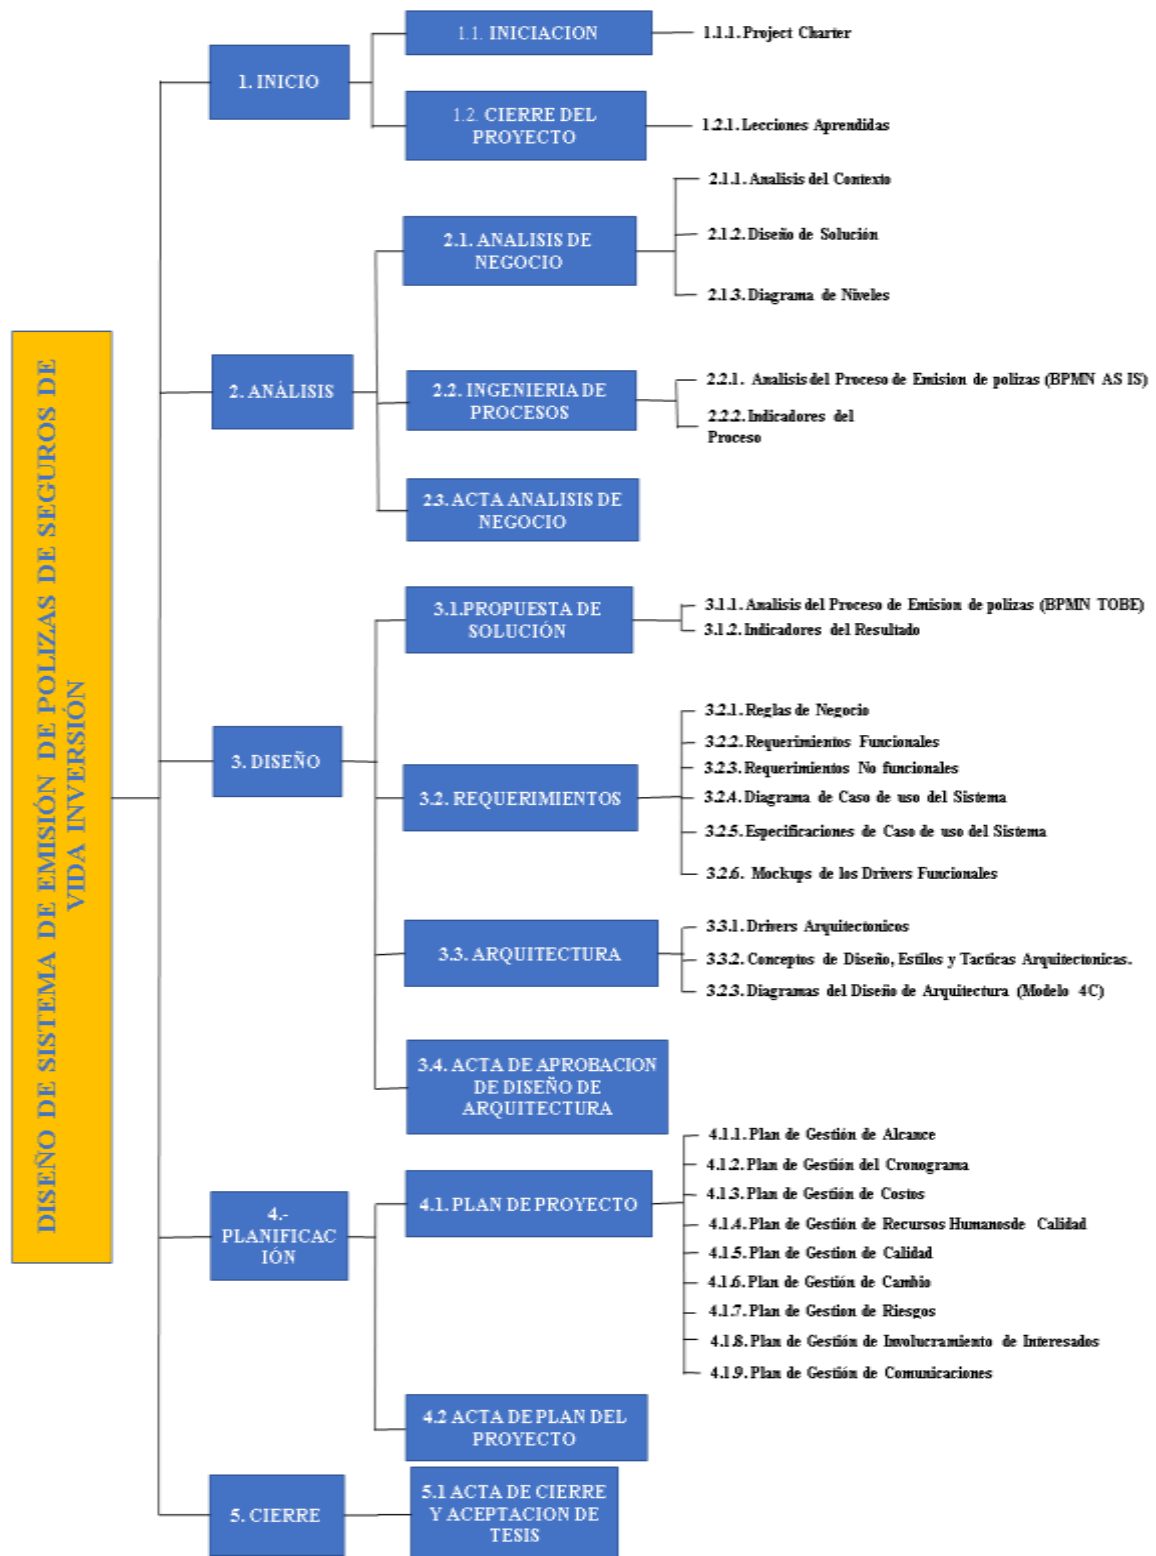 DISEÑO DE SISTEMA DE EMISIÓN DE POLIZAS DE SEGUROS DE
VIDA INVERSIÓN
1. INICIO
1.1. INICIACION
1.1.1. Project Charter
1.2. CIERRE DEL
PROYECTO
1.2.1. Lecciones Aprendidas
2. ANÁLISIS
2.1. ANALISIS DE
NEGOCIO
2.1.1. Analisis del Contexto
2.1.2. Diseño de Solución
2.1.3. Diagrama de Niveles
2.2. INGENIERIA DE
PROCESOS
2.2.1. Analisis del Proceso de Emision de polizas (BPMN AS IS)
2.2.2. Indicadores del
Proceso
2.3. ACTA ANALISIS DE
NEGOCIO
3. DISEÑO
3.1.PROPUESTA DE
SOLUCIÓN
3.1.1. Analisis del Proceso de Emision de polizas (BPMN TOBE)
3.1.2. Indicadores del Resultado
3.2. REQUERIMIENTOS
3.2.1. Reglas de Negocio
3.2.2. Requerimientos Funcionales
3.2.3. Requerimientos No funcionales
3.2.4. Diagrama de Caso de uso del Sistema
3.2.5. Especificaciones de Caso de uso del Sistema
3.2.6. Mockups de los Drivers Funcionales
3.3. ARQUITECTURA
3.3.1. Drivers Arquitectonicos
3.3.2. Conceptos de Diseño, Estilos y Tacticas Arquitectonicas.
3.2.3. Diagramas del Diseño de Arquitectura (Modelo 4C)
3.4. ACTA DE APROBACION
DE DISEÑO DE
ARQUITECTURA
4.-
PLANIFICAC
IÓN
4.1. PLAN DE PROYECTO
4.1.1. Plan de Gestión de Alcance
4.1.2. Plan de Gestión del Cronograma
4.1.3. Plan de Gestión de Costos
4.1.4. Plan de Gestión de Recursos Humanosde Calidad
4.1.5. Plan de Gestion de Calidad
4.1.6. Plan de Gestión de Cambio
4.1.7. Plan de Gestion de Riesgos
4.1.8. Plan de Gestión de Involucramiento de Interesados
4.1.9. Plan de Gestión de Comunicaciones
4.2 ACTA DE PLAN DEL
PROYECTO
5. CIERRE
5.1 ACTA DE CIERRE
Y ACEPTACION DE
TESIS